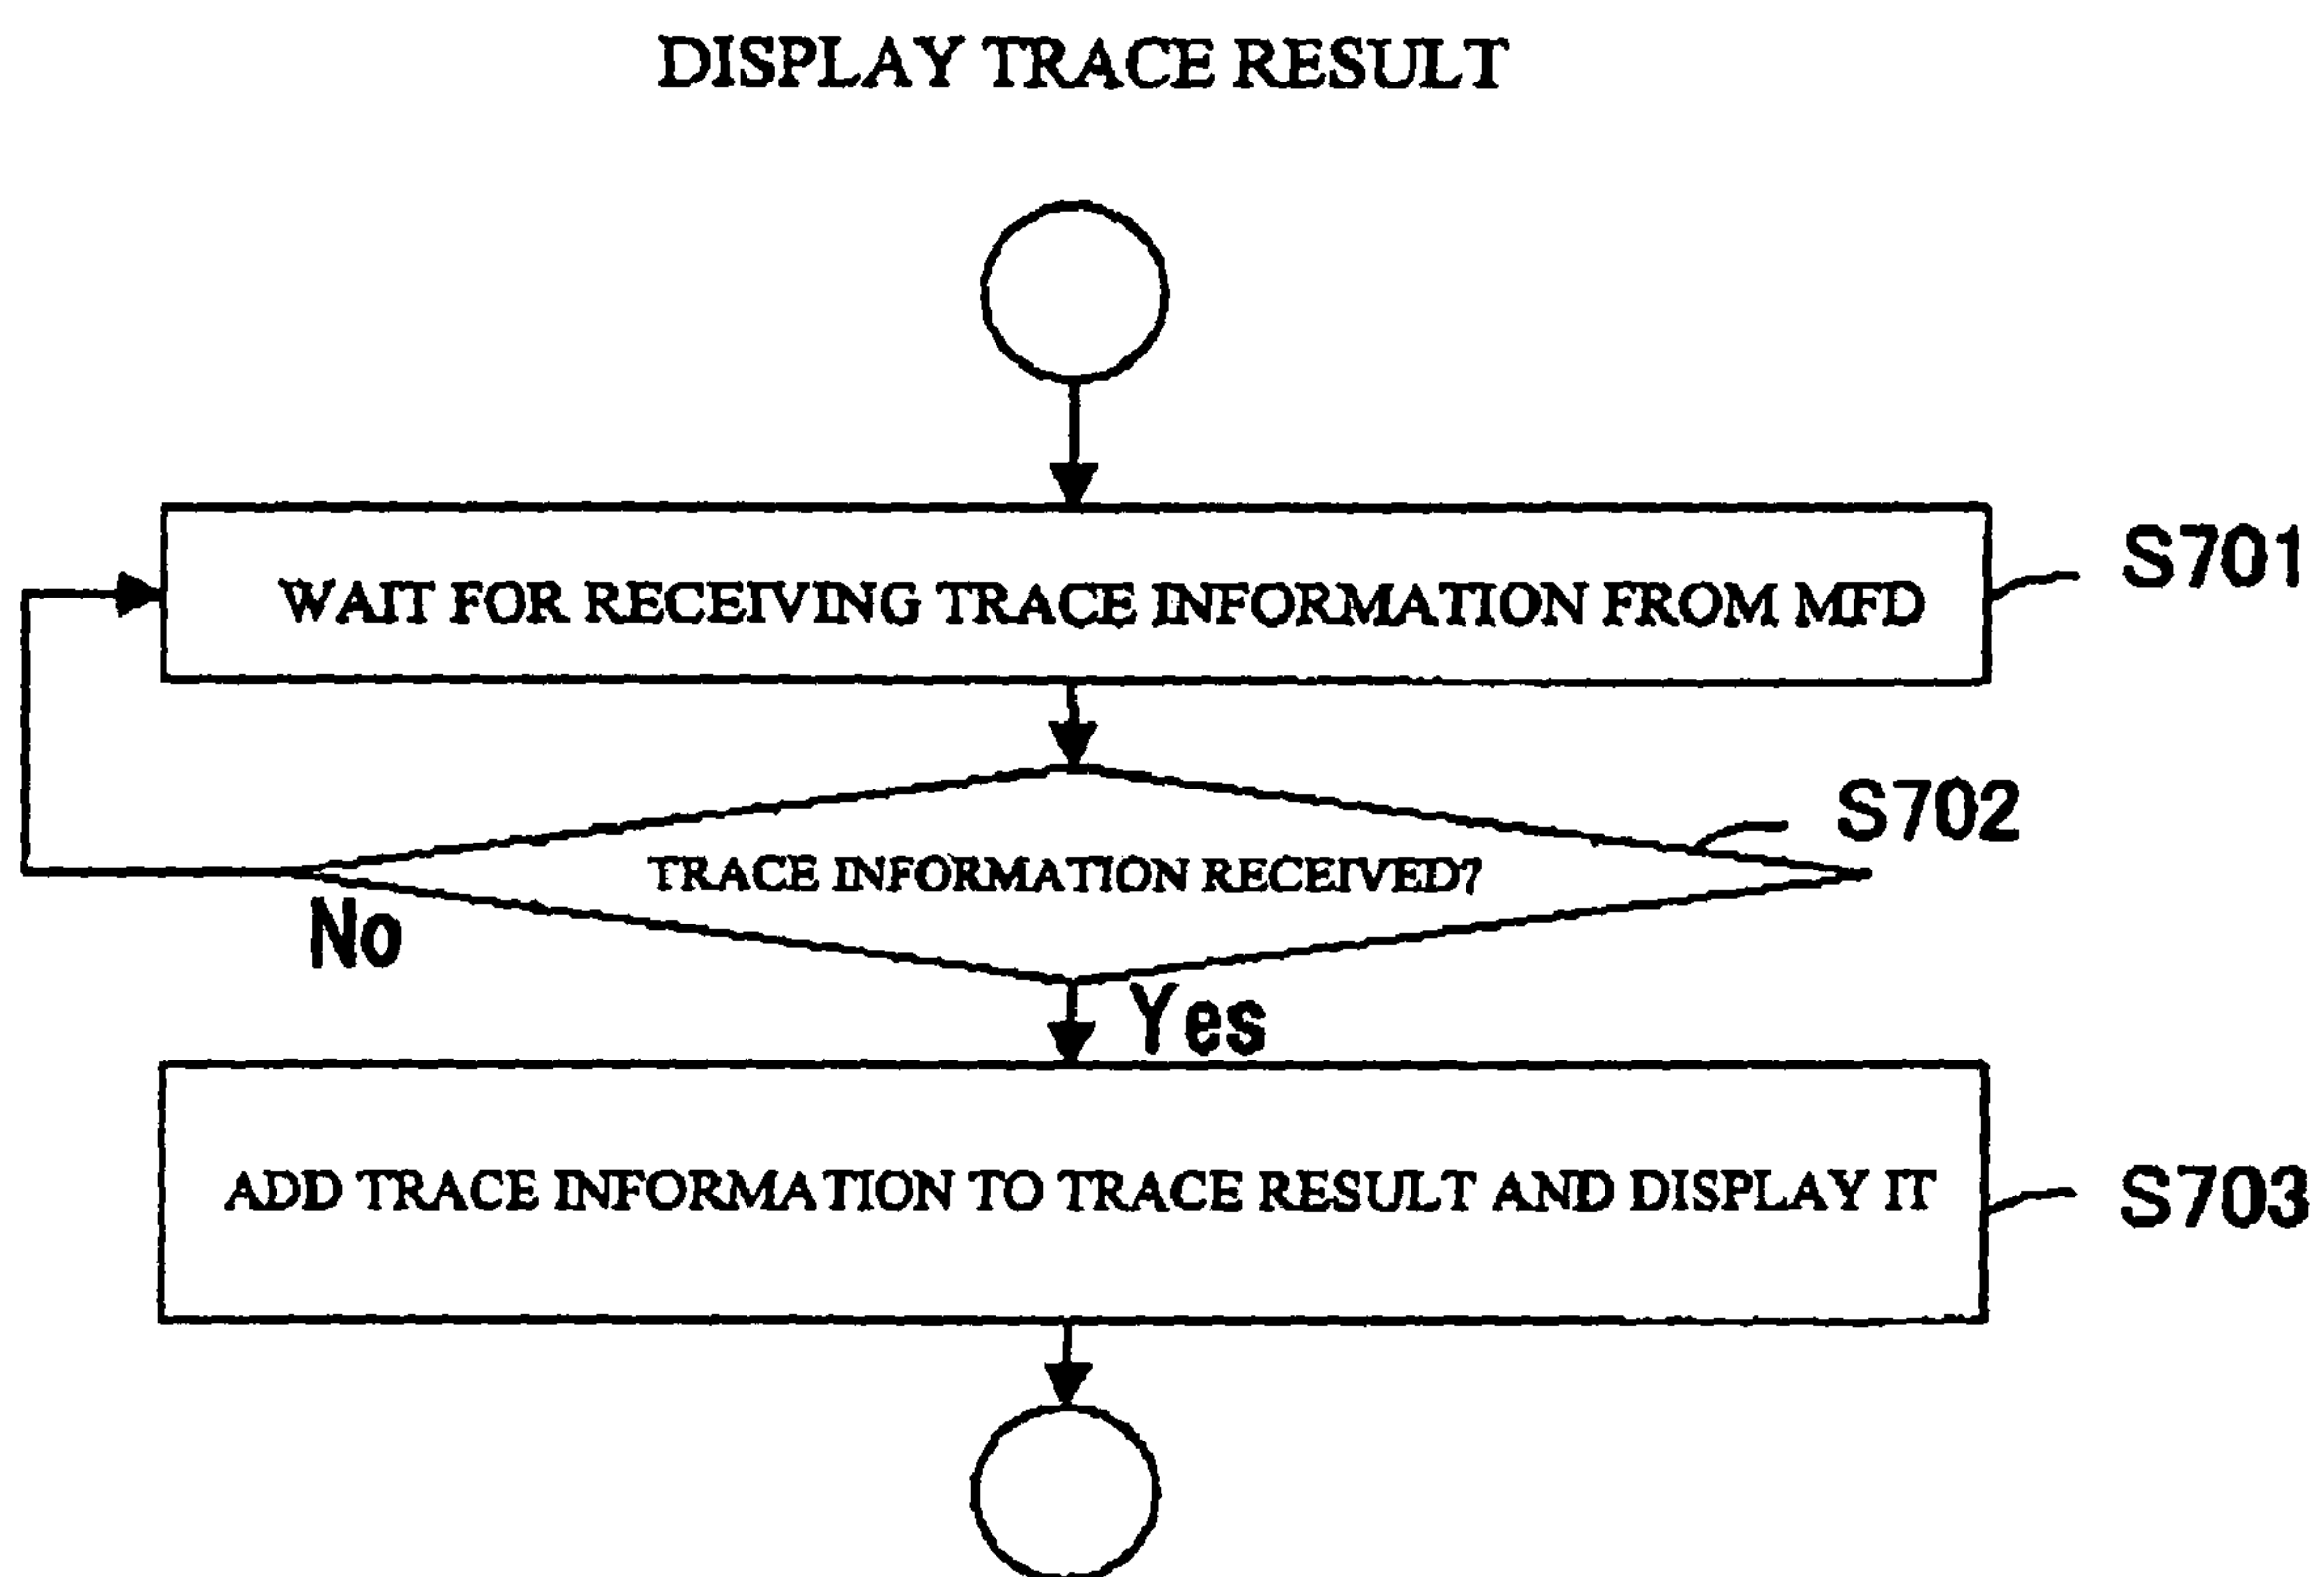 DISPLAY TRACE RESULT
WAIT FOR RECEIVING TRACE INFORMATION FROM MFD
S701
TRACE INFORMATION RECEIVED?
S702
No
Yes
ADD TRACE INFORMATION TO TRACE RESULT AND DISPLAY IT
S703